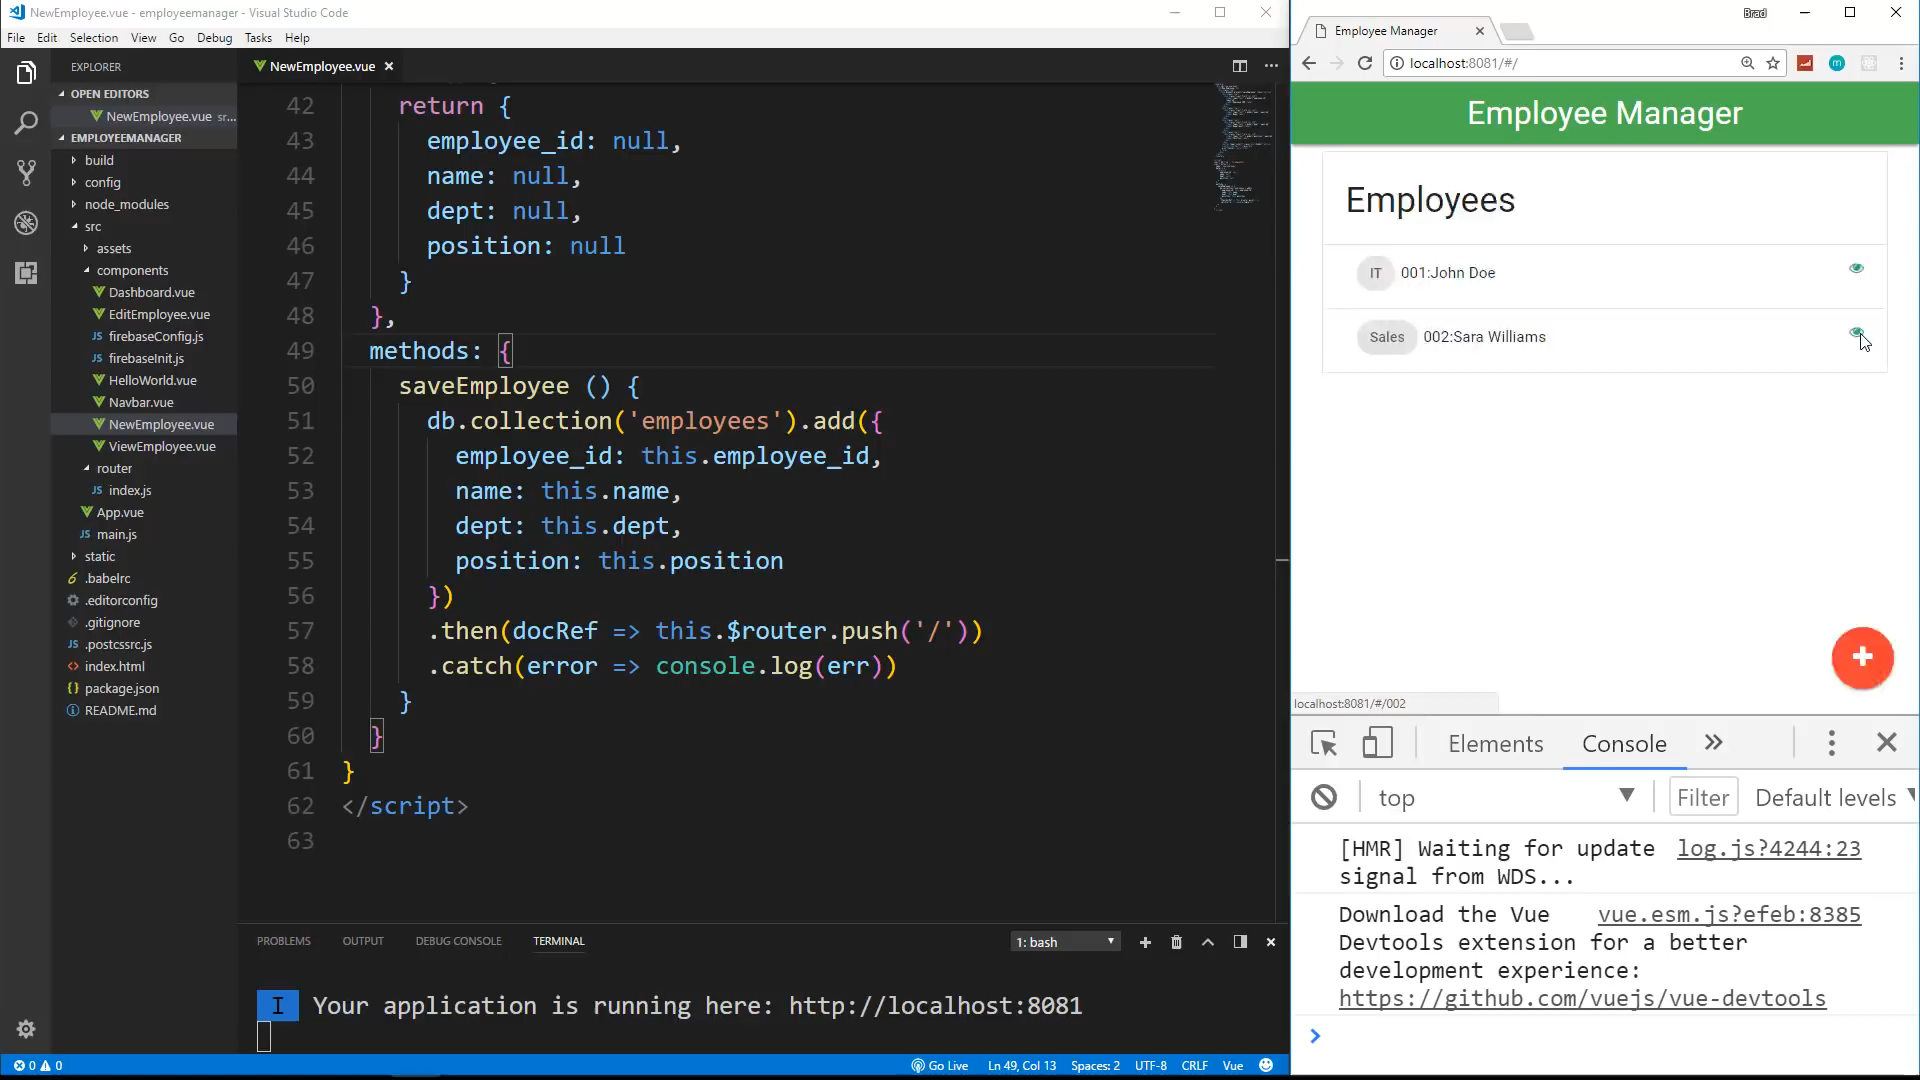 NewEmployee.vue - employeemanager - Visual Studio Code
File Edit Selection View Go Debug Tasks Help
EXPLORER
OPEN EDITORS
NewEmployee.vue src...
EMPLOYEEMANAGER
build
config
node_modules
src
assets
components
Dashboard.vue
EditEmployee.vue
JS firebaseConfig.js
JS firebaseInit.js
HelloWorld.vue
Navbar.vue
NewEmployee.vue
ViewEmployee.vue
router
JS index.js
App.vue
JS main.js
static
.babelrc
.editorconfig
.gitignore
.postcssrc.js
index.html
package.json
README.md
NewEmployee.vue
42 return {
43 employee_id: null,
44 name: null,
45 dept: null,
46 position: null
47 }
48 },
49 methods: {
50 saveEmployee () {
51 db.collection('employees').add({
52 employee_id: this.employee_id,
53 name: this.name,
54 dept: this.dept,
55 position: this.position
56 })
57 .then(docRef => this.$router.push('/'))
58 .catch(error => console.log(err))
59 }
60 }
61 }
62 </script>
63
PROBLEMS OUTPUT DEBUG CONSOLE TERMINAL 1: bash
I Your application is running here: http://localhost:8081
0 0 Go Live Ln 49, Col 13 Spaces: 2 UTF-8 CRLF Vue
Brad
Employee Manager
localhost:8081/#/
Employee Manager
Employees
IT 001:John Doe
Sales 002:Sara Williams
localhost:8081/#/002
Elements Console
top Filter Default levels
[HMR] Waiting for update log.js?4244:23
signal from WDS...
Download the Vue vue.esm.js?efeb:8385
Devtools extension for a better
development experience:
https://github.com/vuejs/vue-devtools